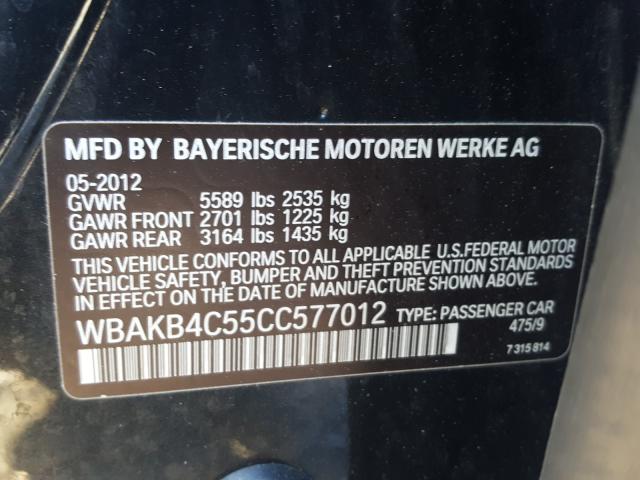 MFD BY BAYERISCHE MOTOREN WERKE AG
05-2012
GVWR 5589 lbs 2535 kg
GAWR FRONT 2701 lbs 1225 kg
GAWR REAR 3164 lbs 1435 kg
THIS VEHICLE CONFORMS TO ALL APPLICABLE U.S.FEDERAL MOTOR
VEHICLE SAFETY, BUMPER AND THEFT PREVENTION STANDARDS
IN EFFECT ON THE DATE OF MANUFACTURE SHOWN ABOVE.
WBAKB4C55CC577012 TYPE: PASSENGER CAR
475/9
7 315 814